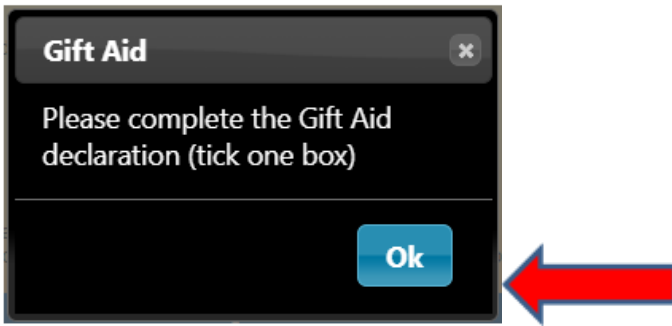 Gift Aid
Please complete the Gift Aid
declaration (tick one box)
Ok